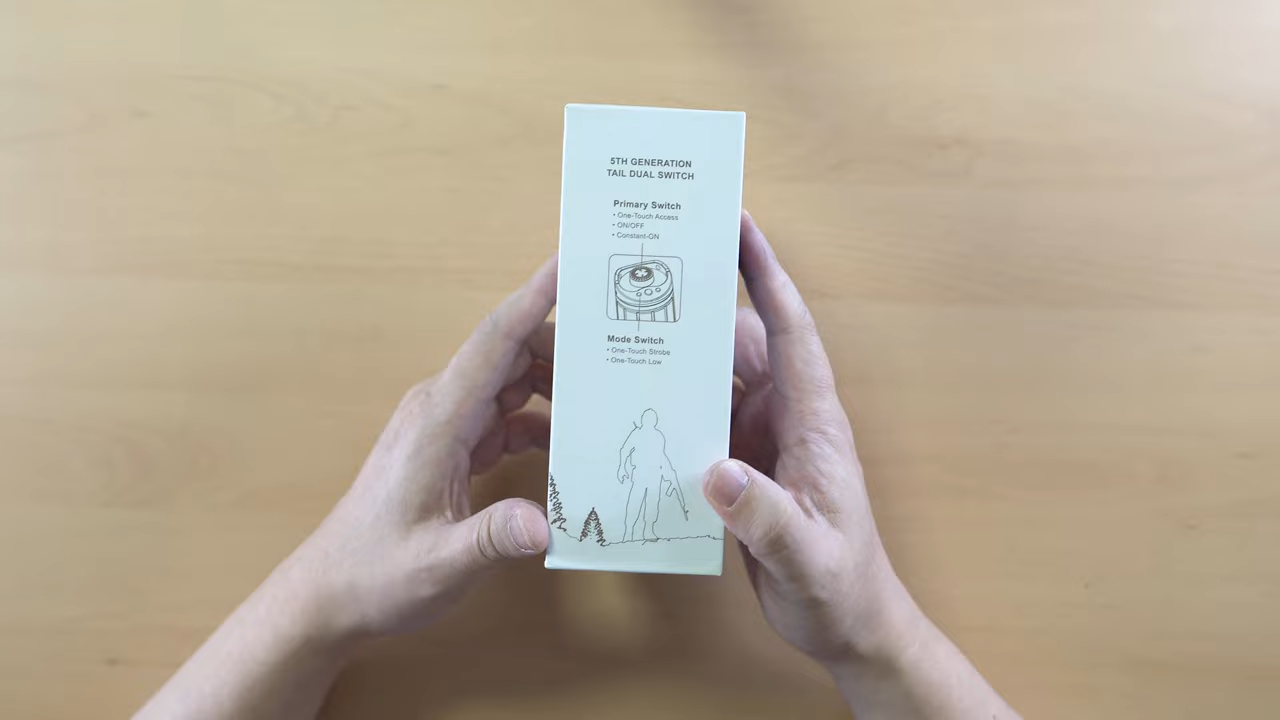 5TH GENERATION
TAIL DUAL SWITCH
Primary Switch
• One-Touch Access
• ON/OFF
• Constant-ON
Mode Switch
• One-Touch Strobe
• One-Touch Low